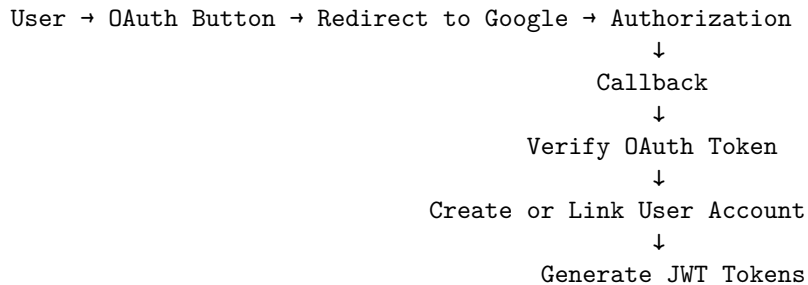 User → OAuth Button → Redirect to Google → Authorization
↓
Callback
↓
Verify OAuth Token
↓
Create or Link User Account
↓
Generate JWT Tokens